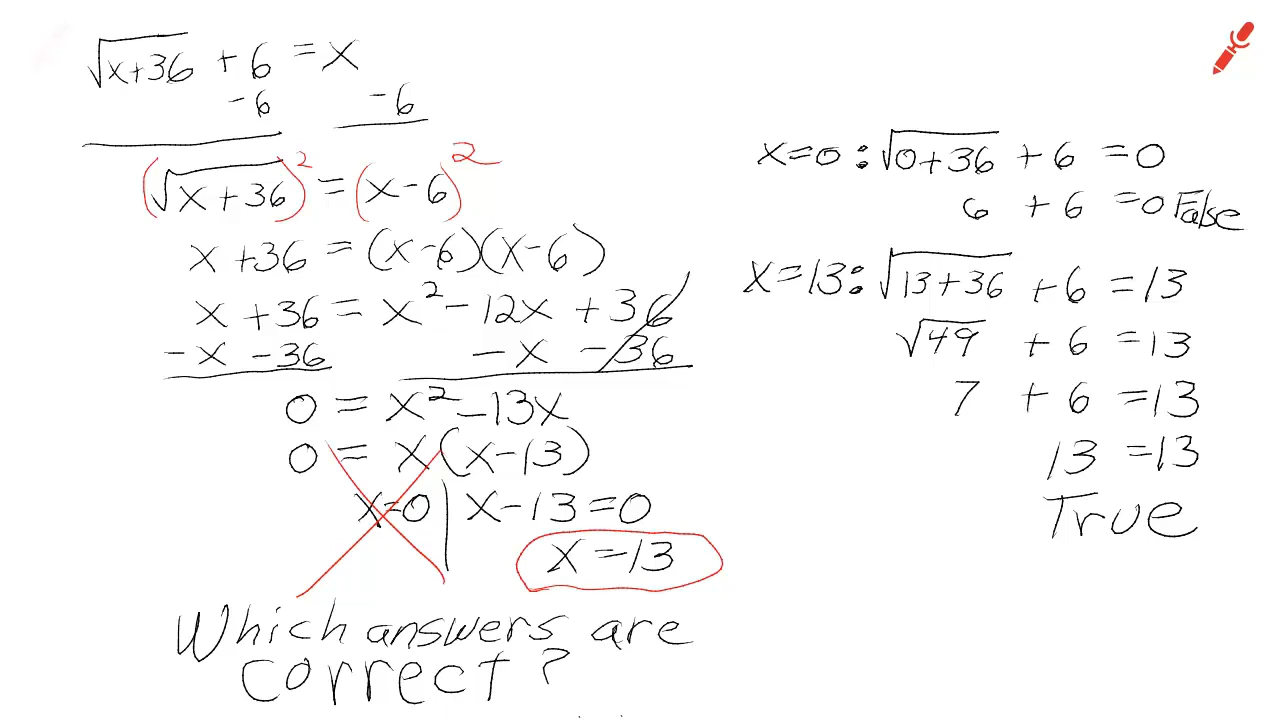 √x+36 + 6 = x
-6 -6
(√x+36)² = (x-6)²
x+36 = (x-6)(x-6)
x+36 = x² - 12x + 36
-x -36 -x -36
0 = x² - 13x
0 = x(x-13)
x=0 | x-13=0
x=13
Which answers are
correct?
x=0: √0+36 + 6 = 0
6 + 6 = 0 False
x=13: √13+36 + 6 = 13
√49 + 6 = 13
7 + 6 = 13
13 = 13
True